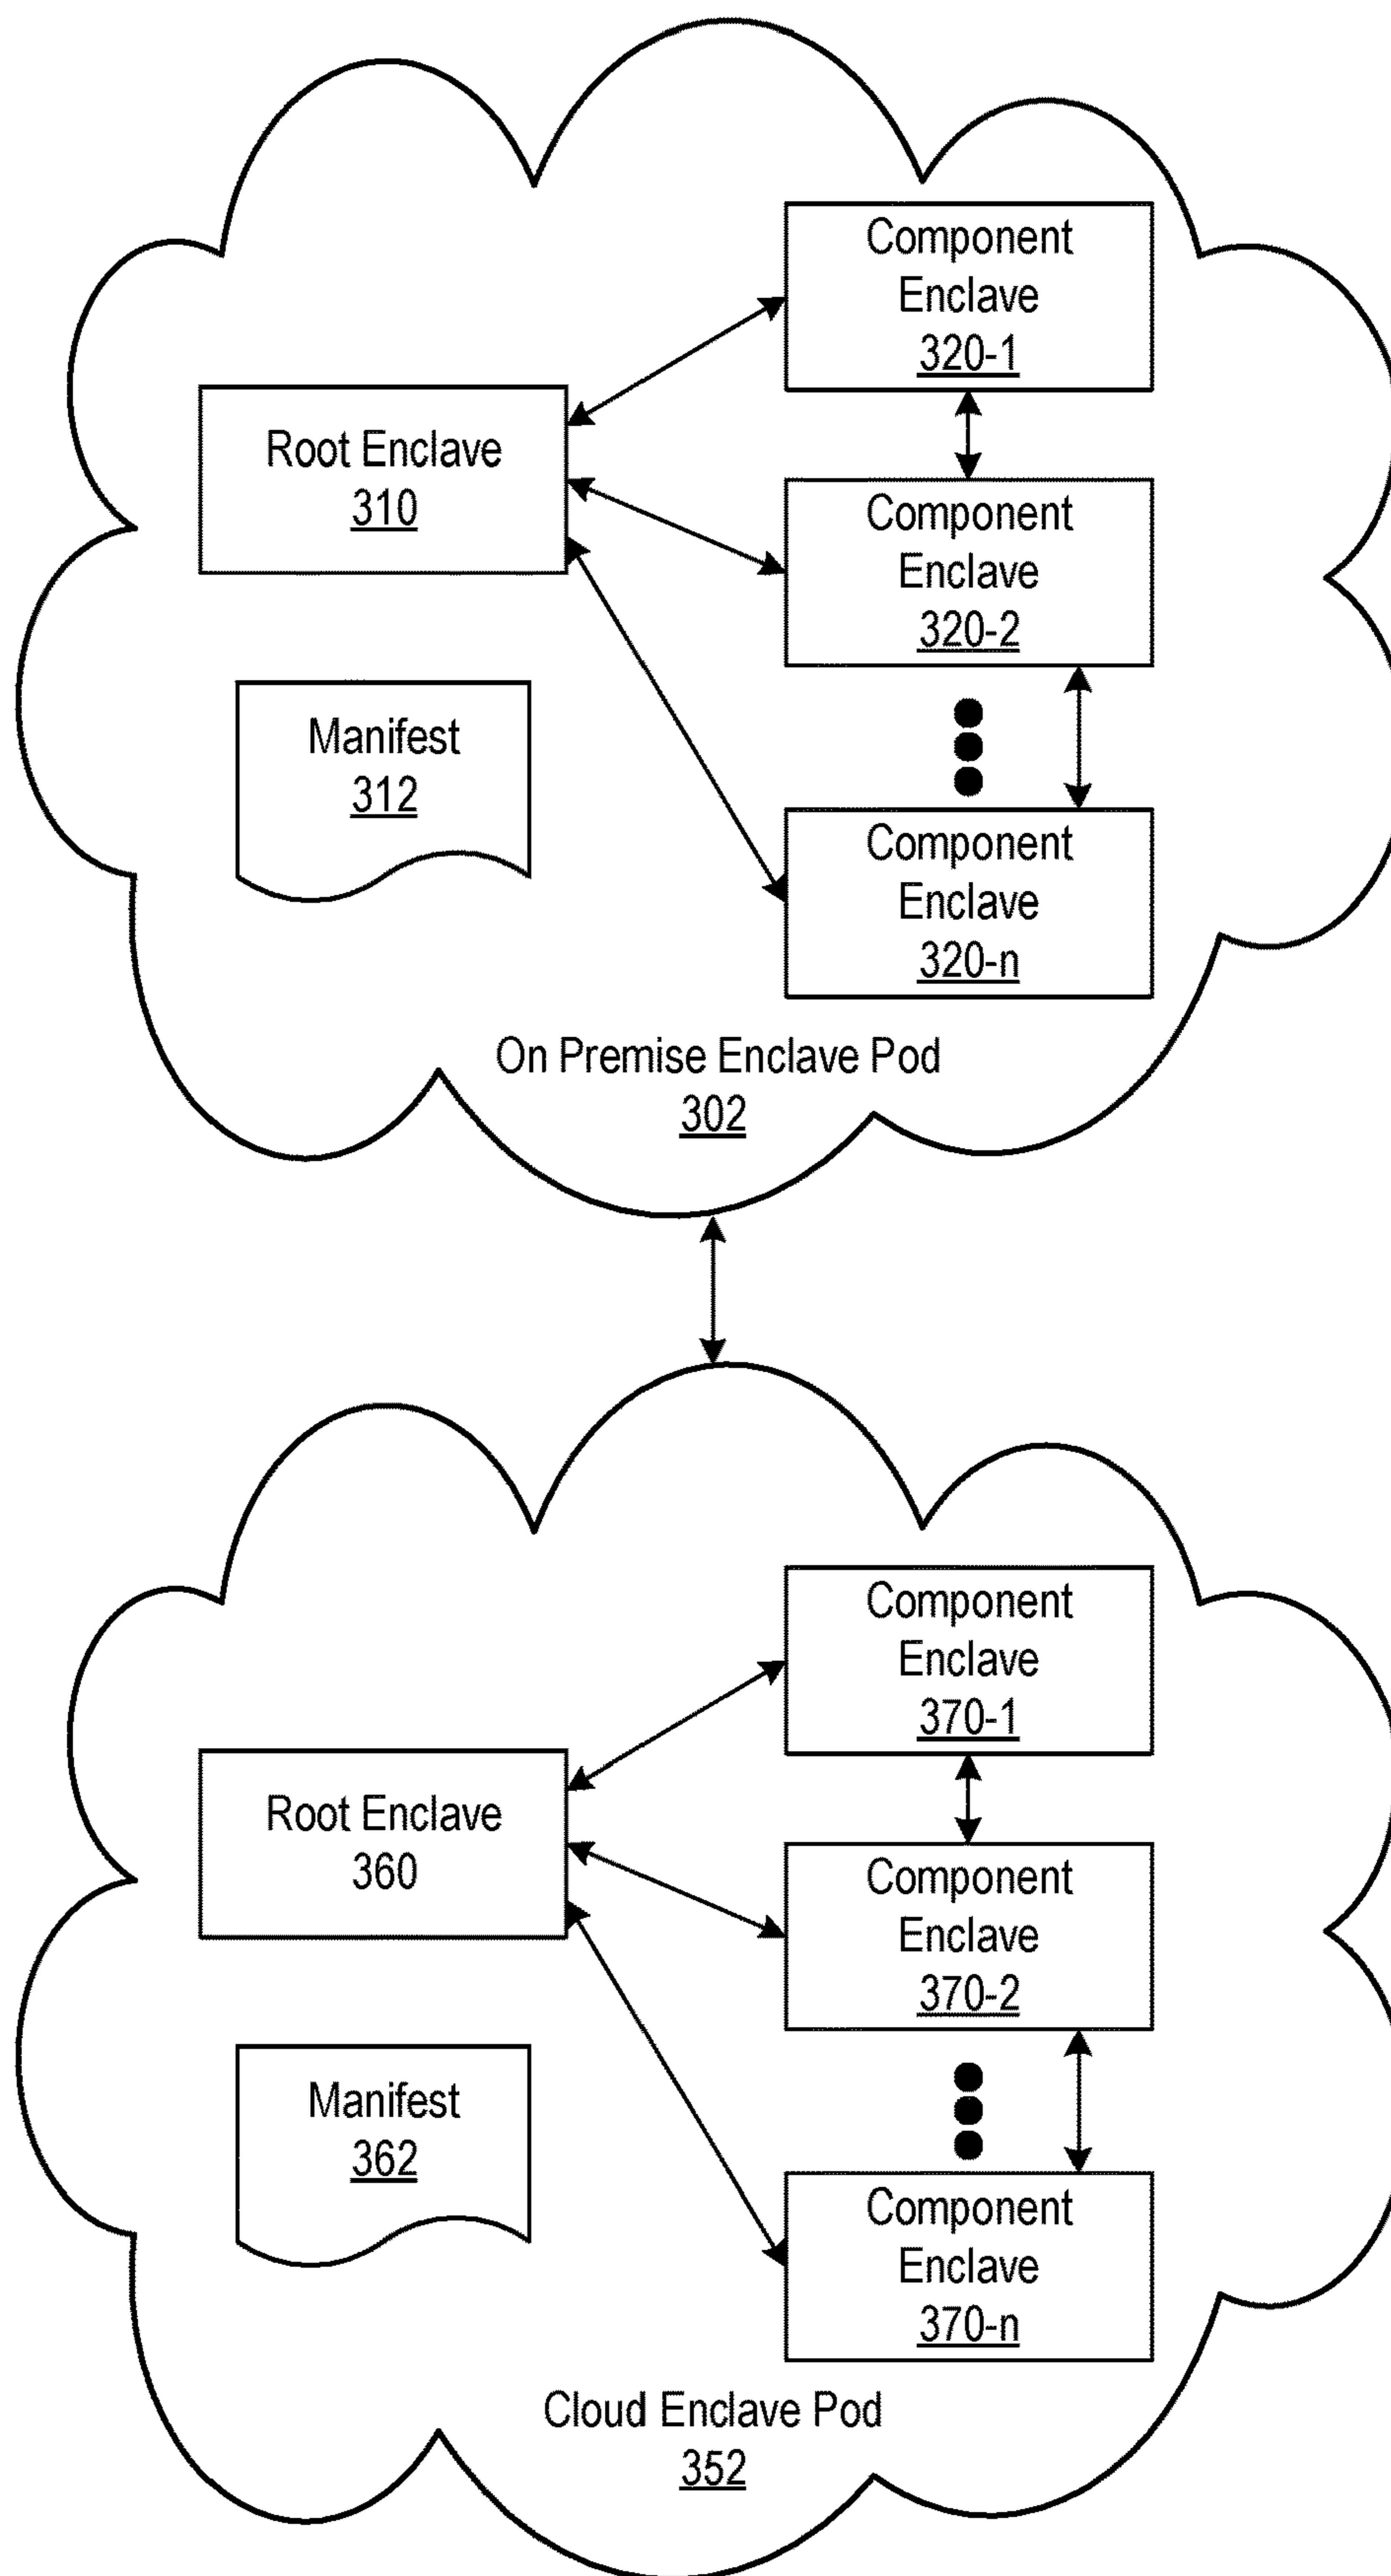 Component
Enclave
320-1
Root Enclave
310
Component
Enclave
320-2
Manifest
312
Component
Enclave
320-n
On Premise Enclave Pod
302
Component
Enclave
370-1
Root Enclave
360
Component
Enclave
370-2
Manifest
362
Component
Enclave
370-n
Cloud Enclave Pod
352